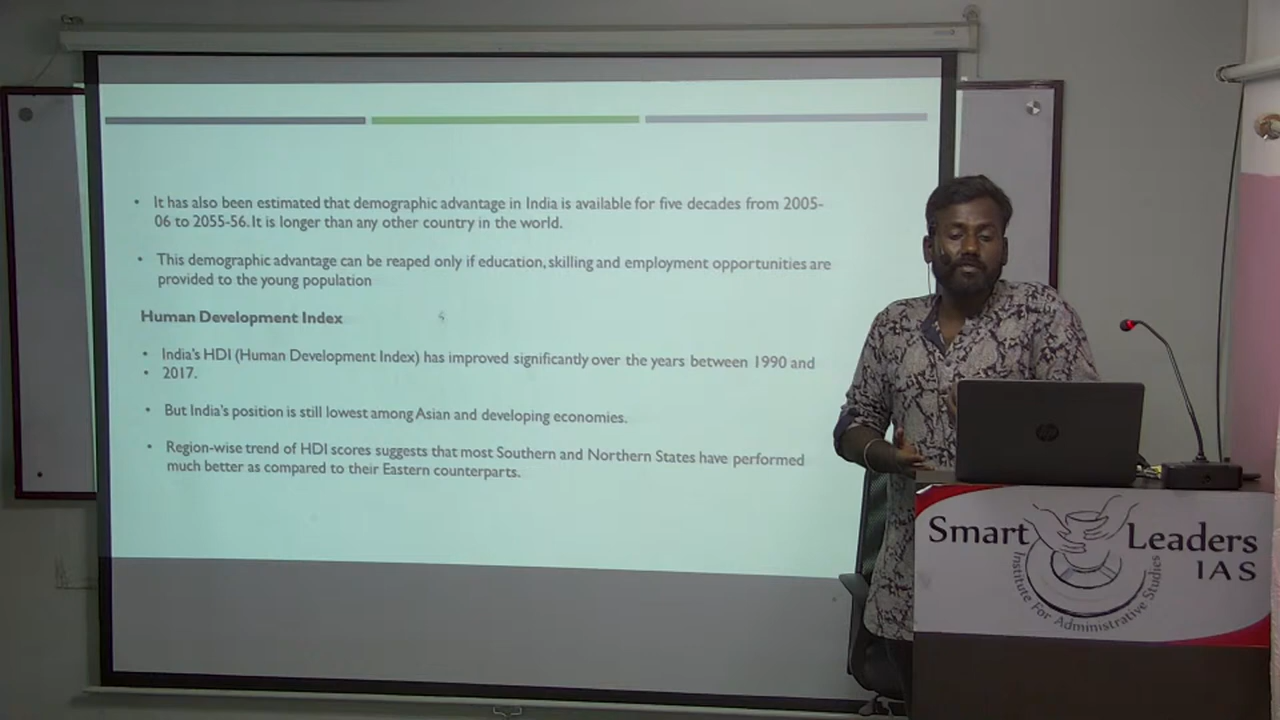 • It has also been estimated that demographic advantage in India is available for five decades from 2005-
06 to 2055-56. It is longer than any other country in the world.
• This demographic advantage can be reaped only if education, skilling and employment opportunities are
provided to the young population
Human Development Index
• India's HDI (Human Development Index) has improved significantly over the years between 1990 and
• 2017.
• But India's position is still lowest among Asian and developing economies.
• Region-wise trend of HDI scores suggests that most Southern and Northern States have performed
much better as compared to their Eastern counterparts.
hp
Smart Leaders
IAS
Institute For Administrative Studies